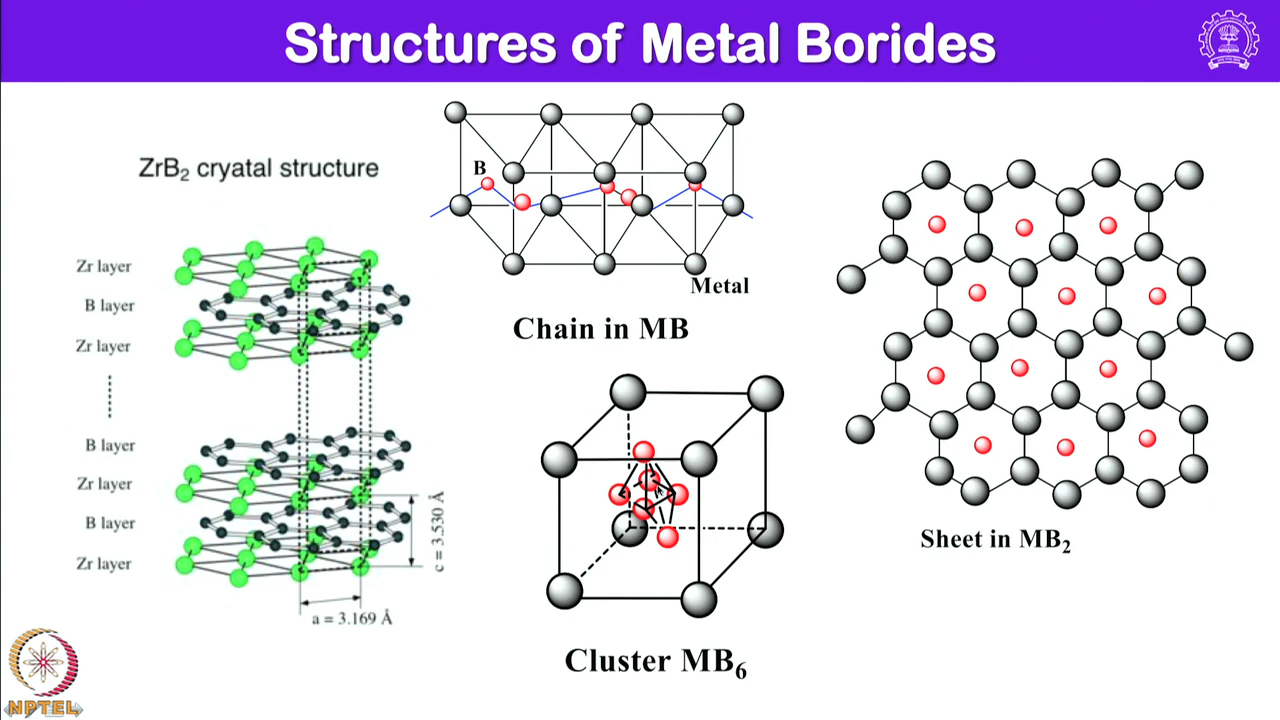 Structures of Metal Borides
ZrB₂ cryatal structure
Zr layer
B layer
Zr layer
B layer
Zr layer
B layer
Zr layer
c = 3.530 Å
a = 3.169 Å
B
Metal
Chain in MB
Cluster MB₆
Sheet in MB₂
NPTEL